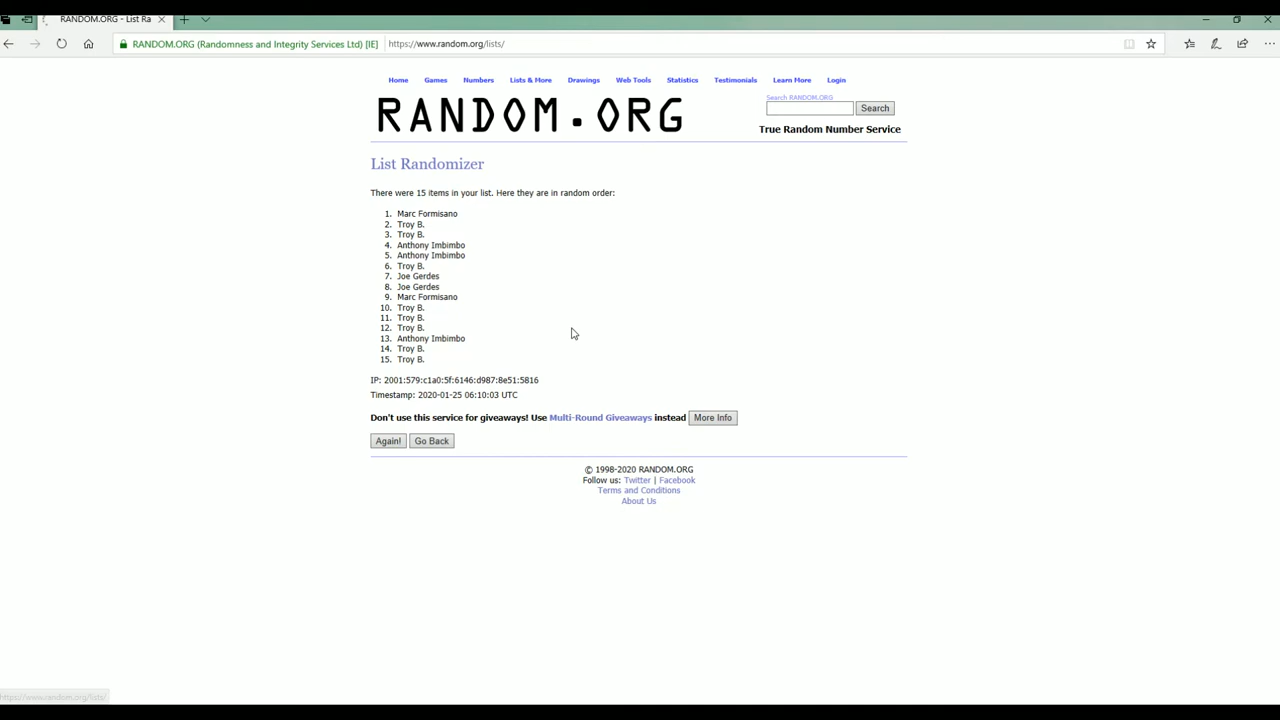 RANDOM.ORG - List Ra
RANDOM.ORG (Randomness and Integrity Services Ltd) [IE]
https://www.random.org/lists/
Home Games Numbers Lists & More Drawings Web Tools Statistics Testimonials Learn More Login
RANDOM.ORG
Search RANDOM.ORG
Search
True Random Number Service
List Randomizer
There were 15 items in your list. Here they are in random order:
1. Marc Formisano
2. Troy B.
3. Troy B.
4. Anthony Imbimbo
5. Anthony Imbimbo
6. Troy B.
7. Joe Gerdes
8. Joe Gerdes
9. Marc Formisano
10. Troy B.
11. Troy B.
12. Troy B.
13. Anthony Imbimbo
14. Troy B.
15. Troy B.
IP: 2001:579:c1a0:5f:6146:d987:8e51:5816
Timestamp: 2020-01-25 06:10:03 UTC
Don't use this service for giveaways! Use Multi-Round Giveaways instead More Info
Again! Go Back
© 1998-2020 RANDOM.ORG
Follow us: Twitter | Facebook
Terms and Conditions
About Us
https://www.random.org/lists/